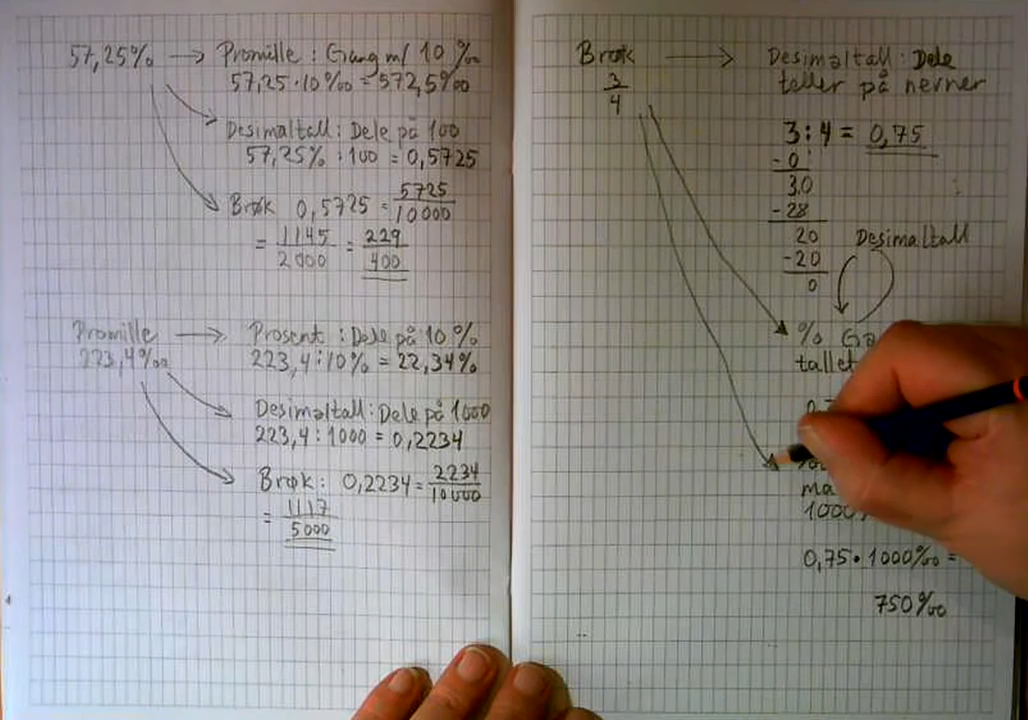 57,25% → Promille : Gang m/ 10 ‰
57,25 · 10‰ = 572,5‰
Desimaltall : Dele på 100
57,25% : 100 = 0,5725
Brøk 0,5725 = 5725/10000
= 1145/2000 = 229/400
Promille → Prosent : Dele på 10 %
223,4‰ 223,4 : 10% = 22,34%
Desimaltall : Dele på 1000
223,4 : 1000 = 0,2234
Brøk : 0,2234 = 2234/10000
= 1117/5000
Brøk → Desimaltall : Dele
3/4 teller på nevner
3 : 4 = 0,75
-0
30
-28
20 Desimaltall
-20
0
%
tallet
1000
0,75 · 1000‰ =
750‰